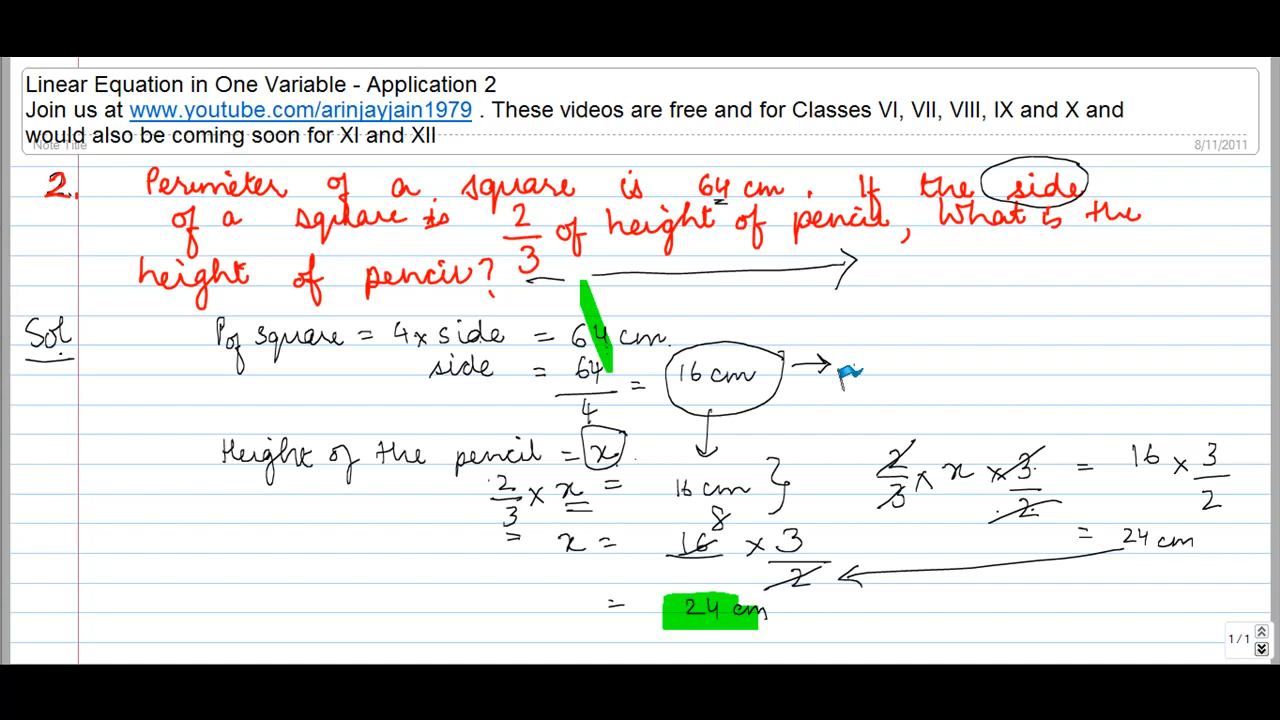 Linear Equation in One Variable - Application 2
Join us at www.youtube.com/arinjayjain1979 . These videos are free and for Classes VI, VII, VIII, IX and X and
would also be coming soon for XI and XII
Note Title
8/11/2011
2. Perimeter of a square is 64 cm. If the side
of a square is 2/3 of height of pencil, What is the
height of pencil?
Sol P of square = 4 x side = 64 cm.
side = 64/4 = 16 cm →
Height of the pencil = x.
2/3 × x = 16 cm } 2/3 × x × 3/2 = 16 × 3/2
8
= x = 16 × 3/2 = 24 cm
= 24 cm
1/1